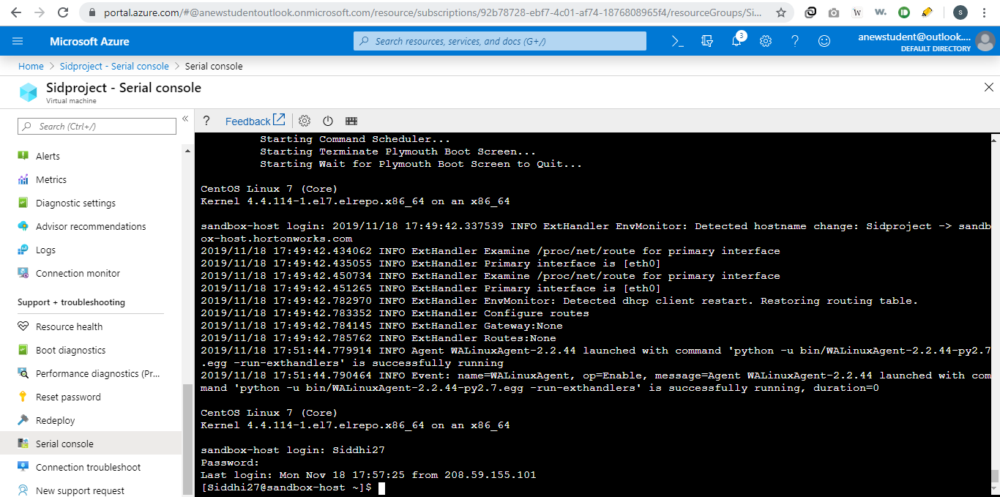 portal.azure.com/#@anewstudentoutlook.onmicrosoft.com/resource/subscriptions/92b78728-ebf7-4c01-af74-1876808965f4/resourceGroups/Si...
W
W.
S
Microsoft Azure
Search resources, services, and docs (G+/)
3
anewstudent@outlook....
DEFAULT DIRECTORY
Home > Sidproject - Serial console > Serial console
Sidproject - Serial console
Virtual machine
Search (Ctrl+/)
«
Alerts
Metrics
Diagnostic settings
Advisor recommendations
Logs
Connection monitor
Support + troubleshooting
Resource health
Boot diagnostics
Performance diagnostics (Pr...
Reset password
Redeploy
Serial console
Connection troubleshoot
New support request
? Feedback
Starting Command Scheduler...
Starting Terminate Plymouth Boot Screen...
Starting Wait for Plymouth Boot Screen to Quit...
CentOS Linux 7 (Core)
Kernel 4.4.114-1.el7.elrepo.x86_64 on an x86_64
sandbox-host login: 2019/11/18 17:49:42.337539 INFO ExtHandler EnvMonitor: Detected hostname change: Sidproject -> sandb
ox-host.hortonworks.com
2019/11/18 17:49:42.434062 INFO ExtHandler Examine /proc/net/route for primary interface
2019/11/18 17:49:42.435055 INFO ExtHandler Primary interface is [eth0]
2019/11/18 17:49:42.450734 INFO ExtHandler Examine /proc/net/route for primary interface
2019/11/18 17:49:42.451265 INFO ExtHandler Primary interface is [eth0]
2019/11/18 17:49:42.782970 INFO ExtHandler EnvMonitor: Detected dhcp client restart. Restoring routing table.
2019/11/18 17:49:42.783352 INFO ExtHandler Configure routes
2019/11/18 17:49:42.784145 INFO ExtHandler Gateway:None
2019/11/18 17:49:42.785762 INFO ExtHandler Routes:None
2019/11/18 17:51:44.779914 INFO Agent WALinuxAgent-2.2.44 launched with command 'python -u bin/WALinuxAgent-2.2.44-py2.7
.egg -run-exthandlers' is successfully running
2019/11/18 17:51:44.790464 INFO Event: name=WALinuxAgent, op=Enable, message=Agent WALinuxAgent-2.2.44 launched with com
mand 'python -u bin/WALinuxAgent-2.2.44-py2.7.egg -run-exthandlers' is successfully running, duration=0
CentOS Linux 7 (Core)
Kernel 4.4.114-1.el7.elrepo.x86_64 on an x86_64
sandbox-host login: Siddhi27
Password:
Last login: Mon Nov 18 17:57:25 from 208.59.155.101
[Siddhi27@sandbox-host ~]$